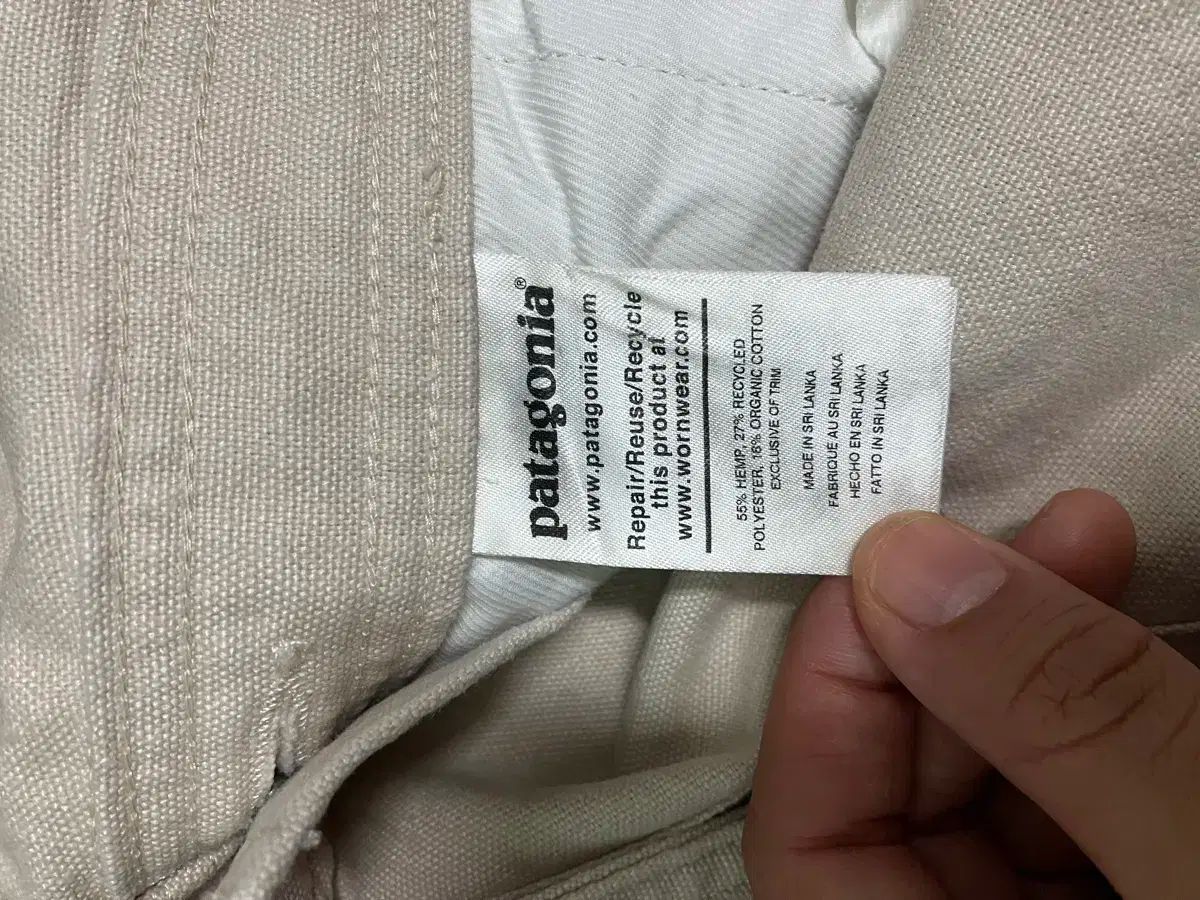 patagonia®
www.patagonia.com
Repair/Reuse/Recycle
this product at
www.wornwear.com
55% HEMP, 27% RECYCLED
POLYESTER, 18% ORGANIC COTTON
EXCLUSIVE OF TRIM
MADE IN SRI LANKA
FABRIQUÉ AU SRI LANKA
HECHO EN SRI LANKA
FATTO IN SRI LANKA